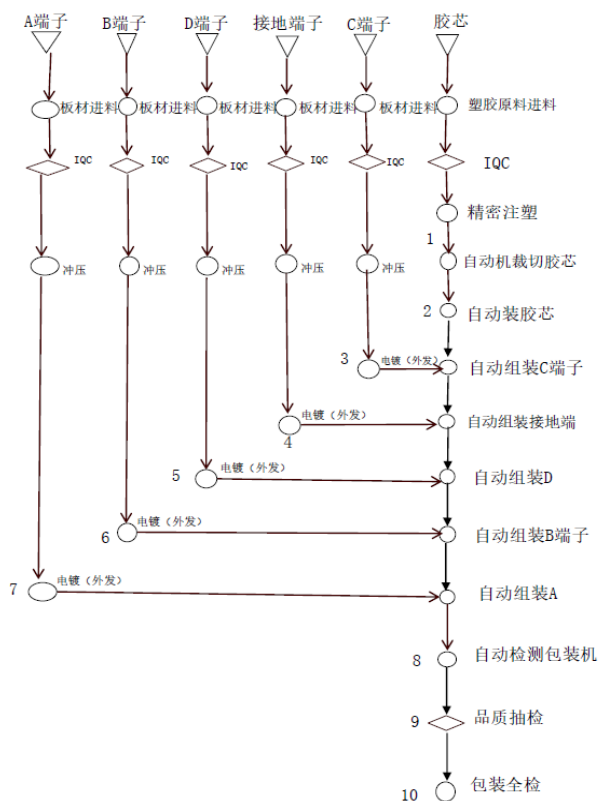 A端子 B端子 D端子 接地端子 C端子 胶芯
板材进料 板材进料 板材进料 板材进料 板材进料 塑胶原料进料
IQC IQC IQC IQC IQC IQC
精密注塑
1
冲压 冲压 冲压 冲压 冲压 自动机裁切胶芯
2 自动装胶芯
3 电镀（外发） 自动组装C端子
电镀（外发） 自动组装接地端
4
电镀（外发）
5 自动组装D
电镀（外发）
6 自动组装B端子
电镀（外发）
7 自动组装A
8 自动检测包装机
9 品质抽检
10 包装全检